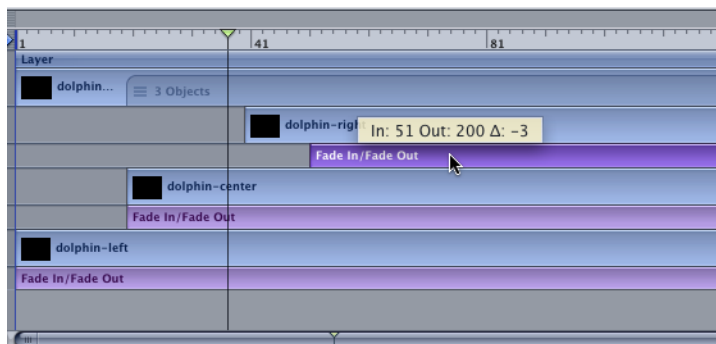 1 41 81
Layer
dolphin... 3 Objects
dolphin-righ
In: 51 Out: 200 Δ: -3
Fade In/Fade Out
dolphin-center
Fade In/Fade Out
dolphin-left
Fade In/Fade Out